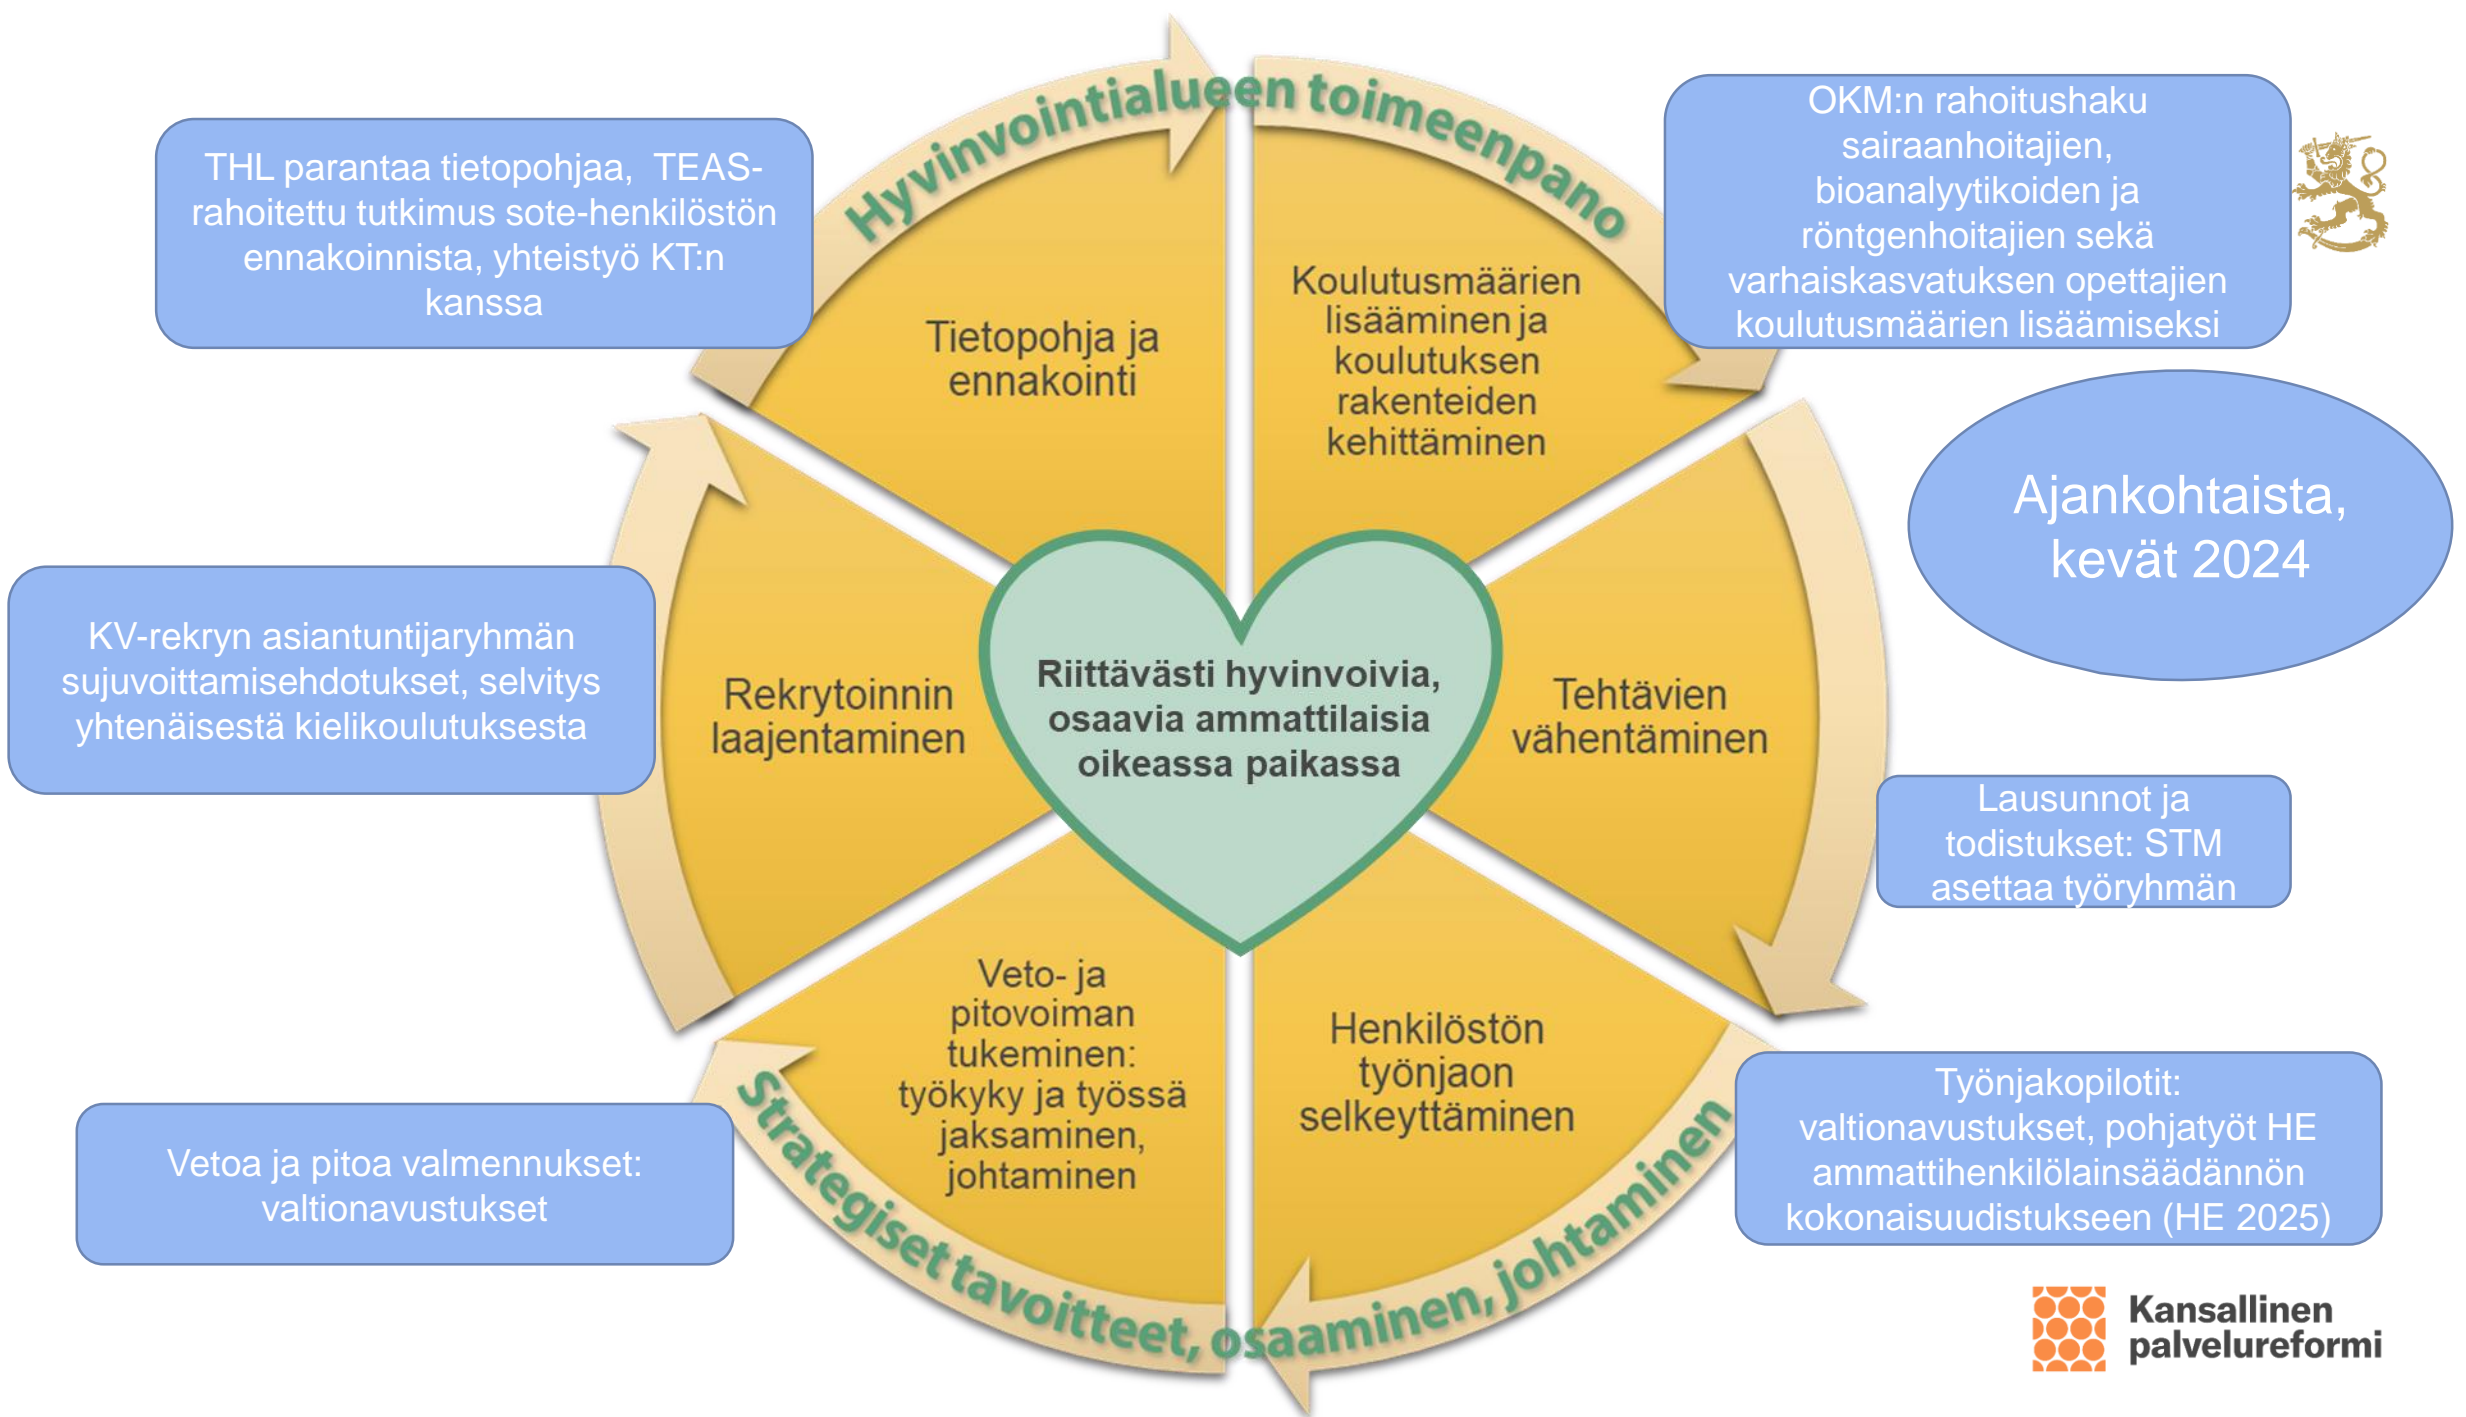 Hyvinvointialueen toimeenpano
THL parantaa tietopohjaa, TEAS-
rahoitettu tutkimus sote-henkilöstön
ennakoinnista, yhteistyö KT:n
kanssa
OKM:n rahoitushaku
sairaanhoitajien,
bioanalyytikoiden ja
röntgenhoitajien sekä
varhaiskasvatuksen opettajien
koulutusmäärien lisäämiseksi
Tietopohja ja
ennakointi
Koulutusmäärien
lisääminen ja
koulutuksen
rakenteiden
kehittäminen
Ajankohtaista,
kevät 2024
KV-rekryn asiantuntijaryhmän
sujuvoittamisehdotukset, selvitys
yhtenäisestä kielikoulutuksesta
Rekrytoinnin
laajentaminen
Riittävästi hyvinvoivia,
osaavia ammattilaisia
oikeassa paikassa
Tehtävien
vähentäminen
Lausunnot ja
todistukset: STM
asettaa työryhmän
Veto- ja
pitovoiman
tukeminen:
työkyky ja työssä
jaksaminen,
johtaminen
Henkilöstön
työnjaon
selkeyttäminen
Työnjakopilotit:
valtionavustukset, pohjatyöt HE
ammattihenkilölainsäädännön
kokonaisuudistukseen (HE 2025)
Vetoa ja pitoa valmennukset:
valtionavustukset
Strategiset tavoitteet, osaaminen, johtaminen
Kansallinen
palvelureformi